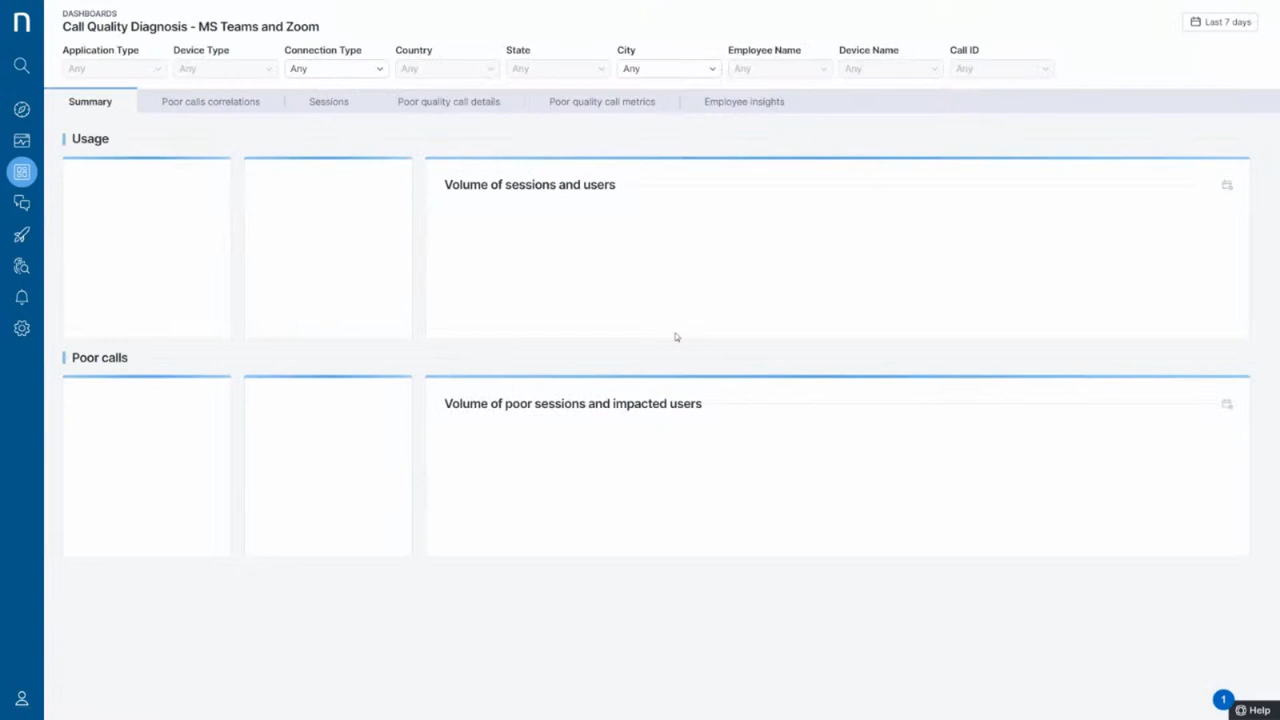 n
DASHBOARDS
Call Quality Diagnosis - MS Teams and Zoom
Last 7 days
Application Type Device Type Connection Type Country State City Employee Name Device Name Call ID
Any Any Any Any Any Any Any Any Any
Summary Poor calls correlations Sessions Poor quality call details Poor quality call metrics Employee insights
Usage
Volume of sessions and users
Poor calls
Volume of poor sessions and impacted users
1
Help